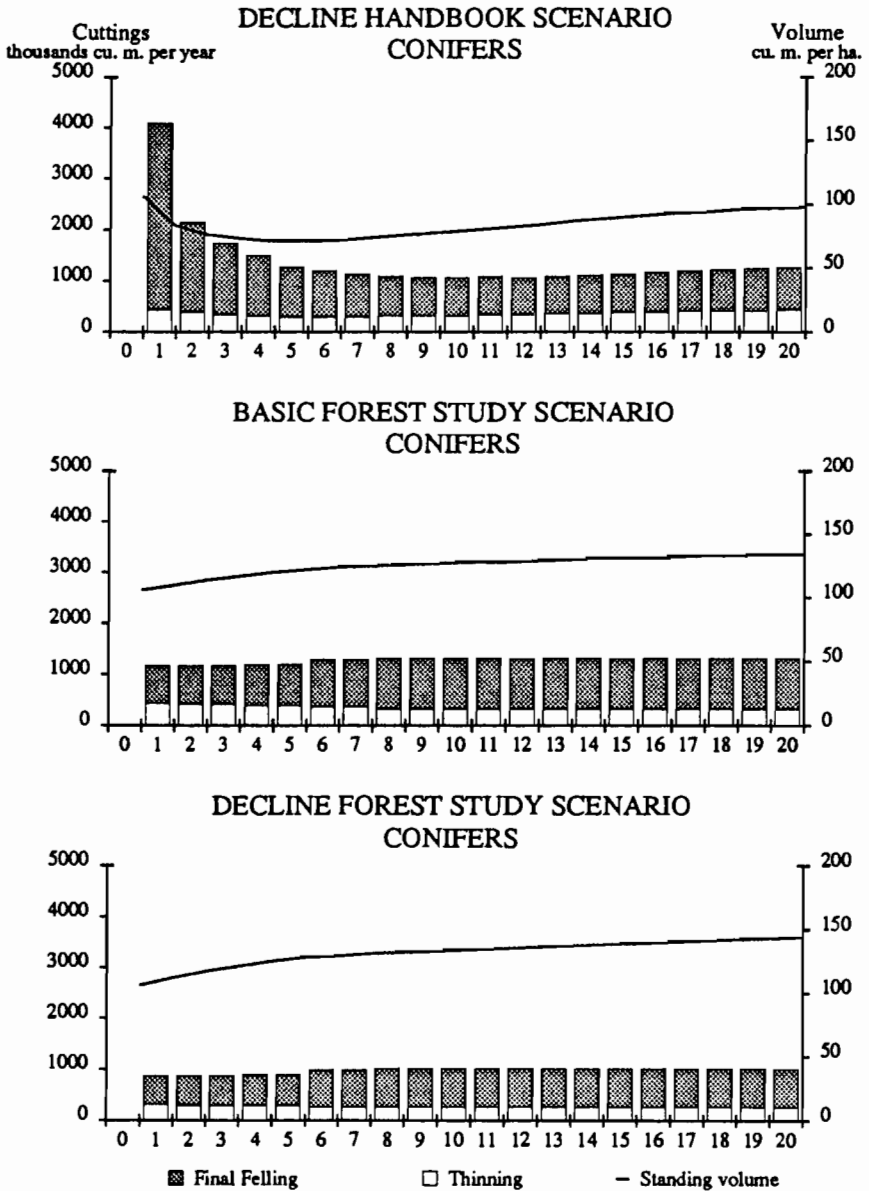 DECLINE HANDBOOK SCENARIO
CONIFERS
Cuttings
thousands cu. m. per year
Volume
cu. m. per ha.
5000
4000
3000
2000
1000
0
200
150
100
50
0
0 1 2 3 4 5 6 7 8 9 10 11 12 13 14 15 16 17 18 19 20
BASIC FOREST STUDY SCENARIO
CONIFERS
5000
4000
3000
2000
1000
0
200
150
100
50
0
0 1 2 3 4 5 6 7 8 9 10 11 12 13 14 15 16 17 18 19 20
DECLINE FOREST STUDY SCENARIO
CONIFERS
5000
4000
3000
2000
1000
0
200
150
100
50
0
0 1 2 3 4 5 6 7 8 9 10 11 12 13 14 15 16 17 18 19 20
Final Felling Thinning Standing volume